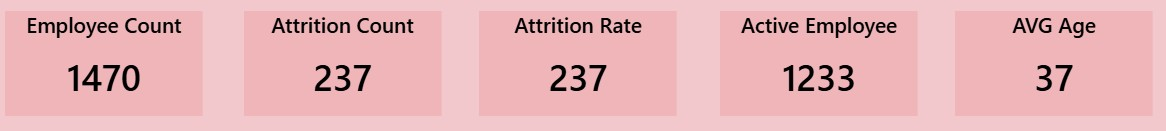 Employee Count
1470
Attrition Count
237
Attrition Rate
237
Active Employee
1233
AVG Age
37